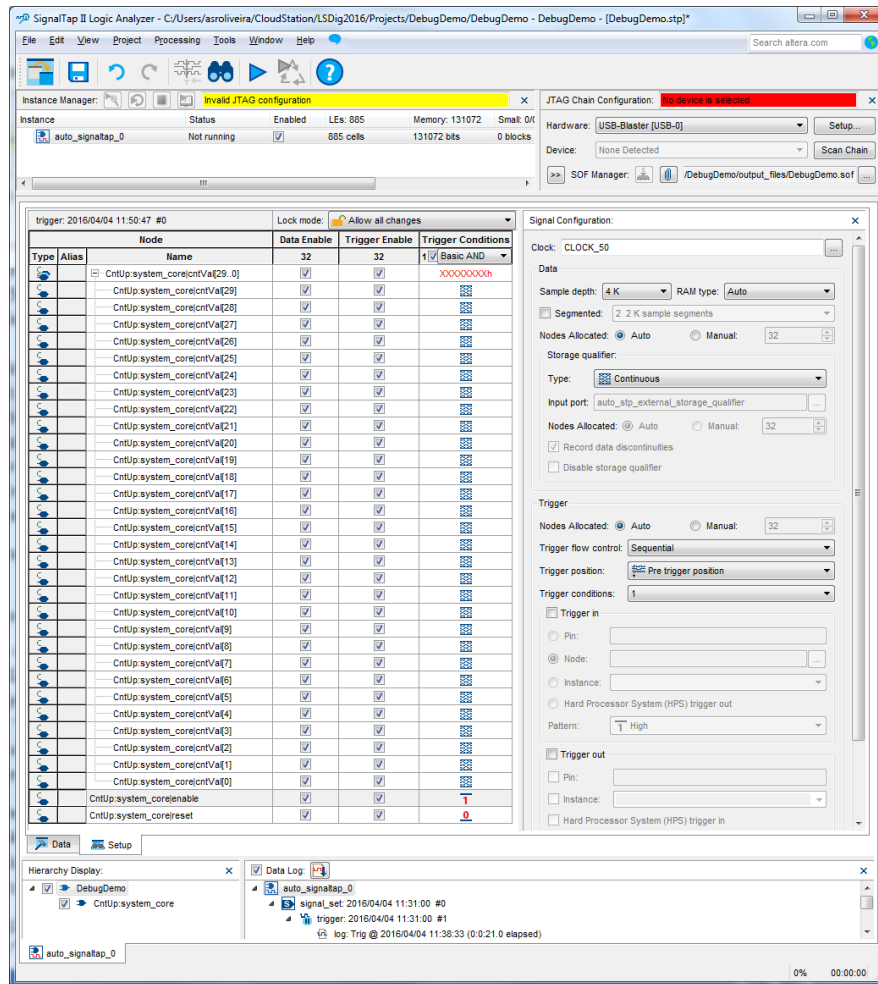 SignalTap II Logic Analyzer - C:/Users/asroliveira/CloudStation/LSDig2016/Projects/DebugDemo/DebugDemo - DebugDemo - [DebugDemo.stp]*
File Edit View Project Processing Tools Window Help
Search altera.com
Instance Manager: Invalid JTAG configuration
Instance Status Enabled LEs: 885 Memory: 131072 Small: 0/0
auto_signaltap_0 Not running 885 cells 131072 bits 0 blocks
JTAG Chain Configuration: No device is selected
Hardware: USB-Blaster [USB-0] Setup...
Device: None Detected Scan Chain
>> SOF Manager: /DebugDemo/output_files/DebugDemo.sof ...
trigger: 2016/04/04 11:50:47 #0 Lock mode: Allow all changes
Node Data Enable Trigger Enable Trigger Conditions
Type Alias Name 32 32 1 Basic AND
CntUp:system_core|cntVal[29..0] XXXXXXXXh
CntUp:system_core|cntVal[29]
CntUp:system_core|cntVal[28]
CntUp:system_core|cntVal[27]
CntUp:system_core|cntVal[26]
CntUp:system_core|cntVal[25]
CntUp:system_core|cntVal[24]
CntUp:system_core|cntVal[23]
CntUp:system_core|cntVal[22]
CntUp:system_core|cntVal[21]
CntUp:system_core|cntVal[20]
CntUp:system_core|cntVal[19]
CntUp:system_core|cntVal[18]
CntUp:system_core|cntVal[17]
CntUp:system_core|cntVal[16]
CntUp:system_core|cntVal[15]
CntUp:system_core|cntVal[14]
CntUp:system_core|cntVal[13]
CntUp:system_core|cntVal[12]
CntUp:system_core|cntVal[11]
CntUp:system_core|cntVal[10]
CntUp:system_core|cntVal[9]
CntUp:system_core|cntVal[8]
CntUp:system_core|cntVal[7]
CntUp:system_core|cntVal[6]
CntUp:system_core|cntVal[5]
CntUp:system_core|cntVal[4]
CntUp:system_core|cntVal[3]
CntUp:system_core|cntVal[2]
CntUp:system_core|cntVal[1]
CntUp:system_core|cntVal[0]
CntUp:system_core|enable 1
CntUp:system_core|reset 0
Data Setup
Signal Configuration:
Clock: CLOCK_50 ...
Data
Sample depth: 4 K RAM type: Auto
Segmented: 2 2 K sample segments
Nodes Allocated: Auto Manual: 32
Storage qualifier:
Type: Continuous
Input port: auto_stp_external_storage_qualifier ...
Nodes Allocated: Auto Manual: 32
Record data discontinuities
Disable storage qualifier
Trigger
Nodes Allocated: Auto Manual: 32
Trigger flow control: Sequential
Trigger position: Pre trigger position
Trigger conditions: 1
Trigger in
Pin:
Node: ...
Instance:
Hard Processor System (HPS) trigger out
Pattern: 1 High
Trigger out
Pin:
Instance:
Hard Processor System (HPS) trigger in
Hierarchy Display:
DebugDemo
CntUp:system_core
Data Log:
auto_signaltap_0
signal_set: 2016/04/04 11:31:00 #0
trigger: 2016/04/04 11:31:00 #1
log: Trig @ 2016/04/04 11:38:33 (0:0:21.0 elapsed)
auto_signaltap_0
0% 00:00:00